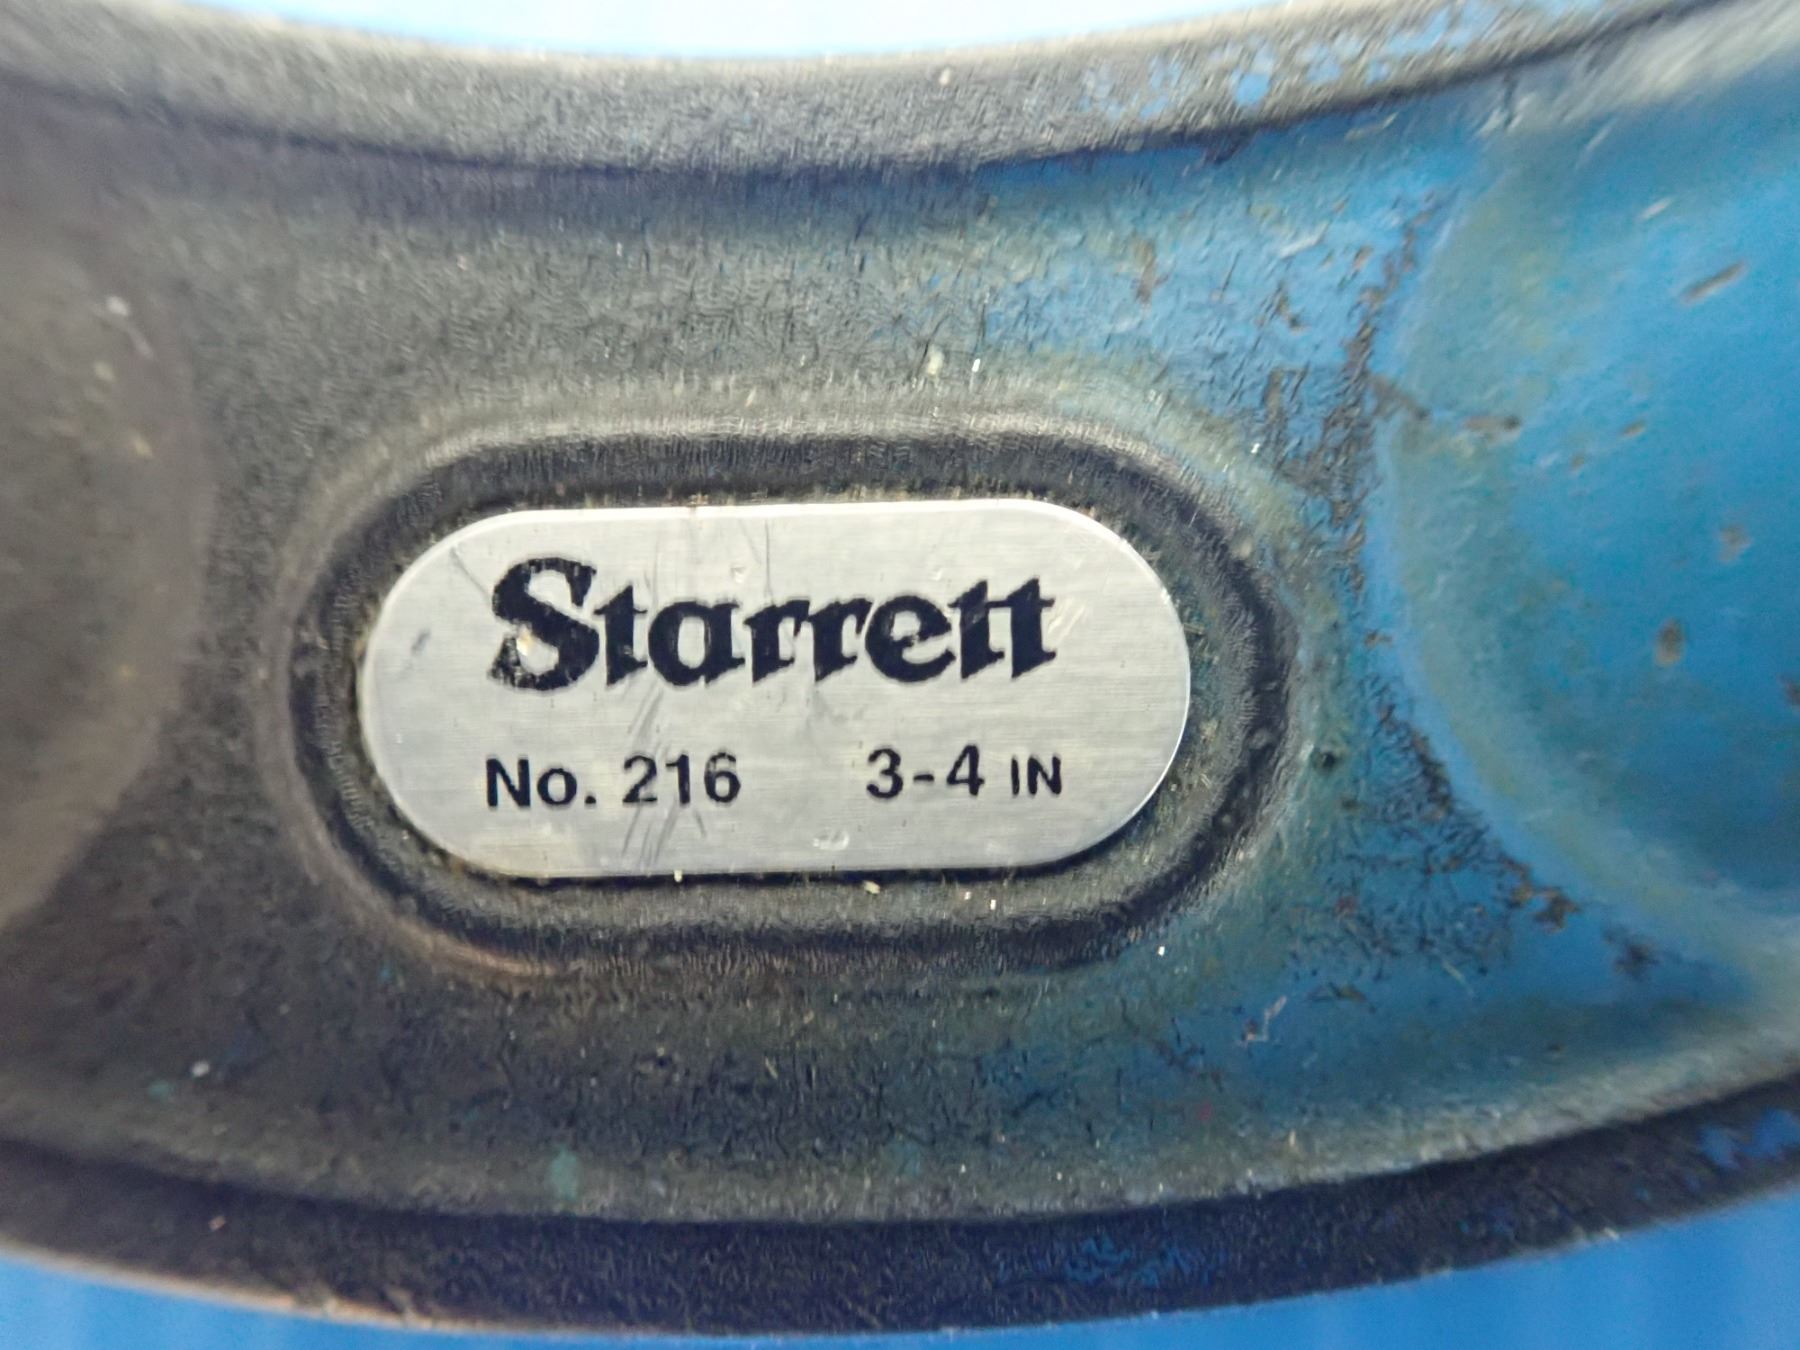 Starrett
No. 216 3-4 IN